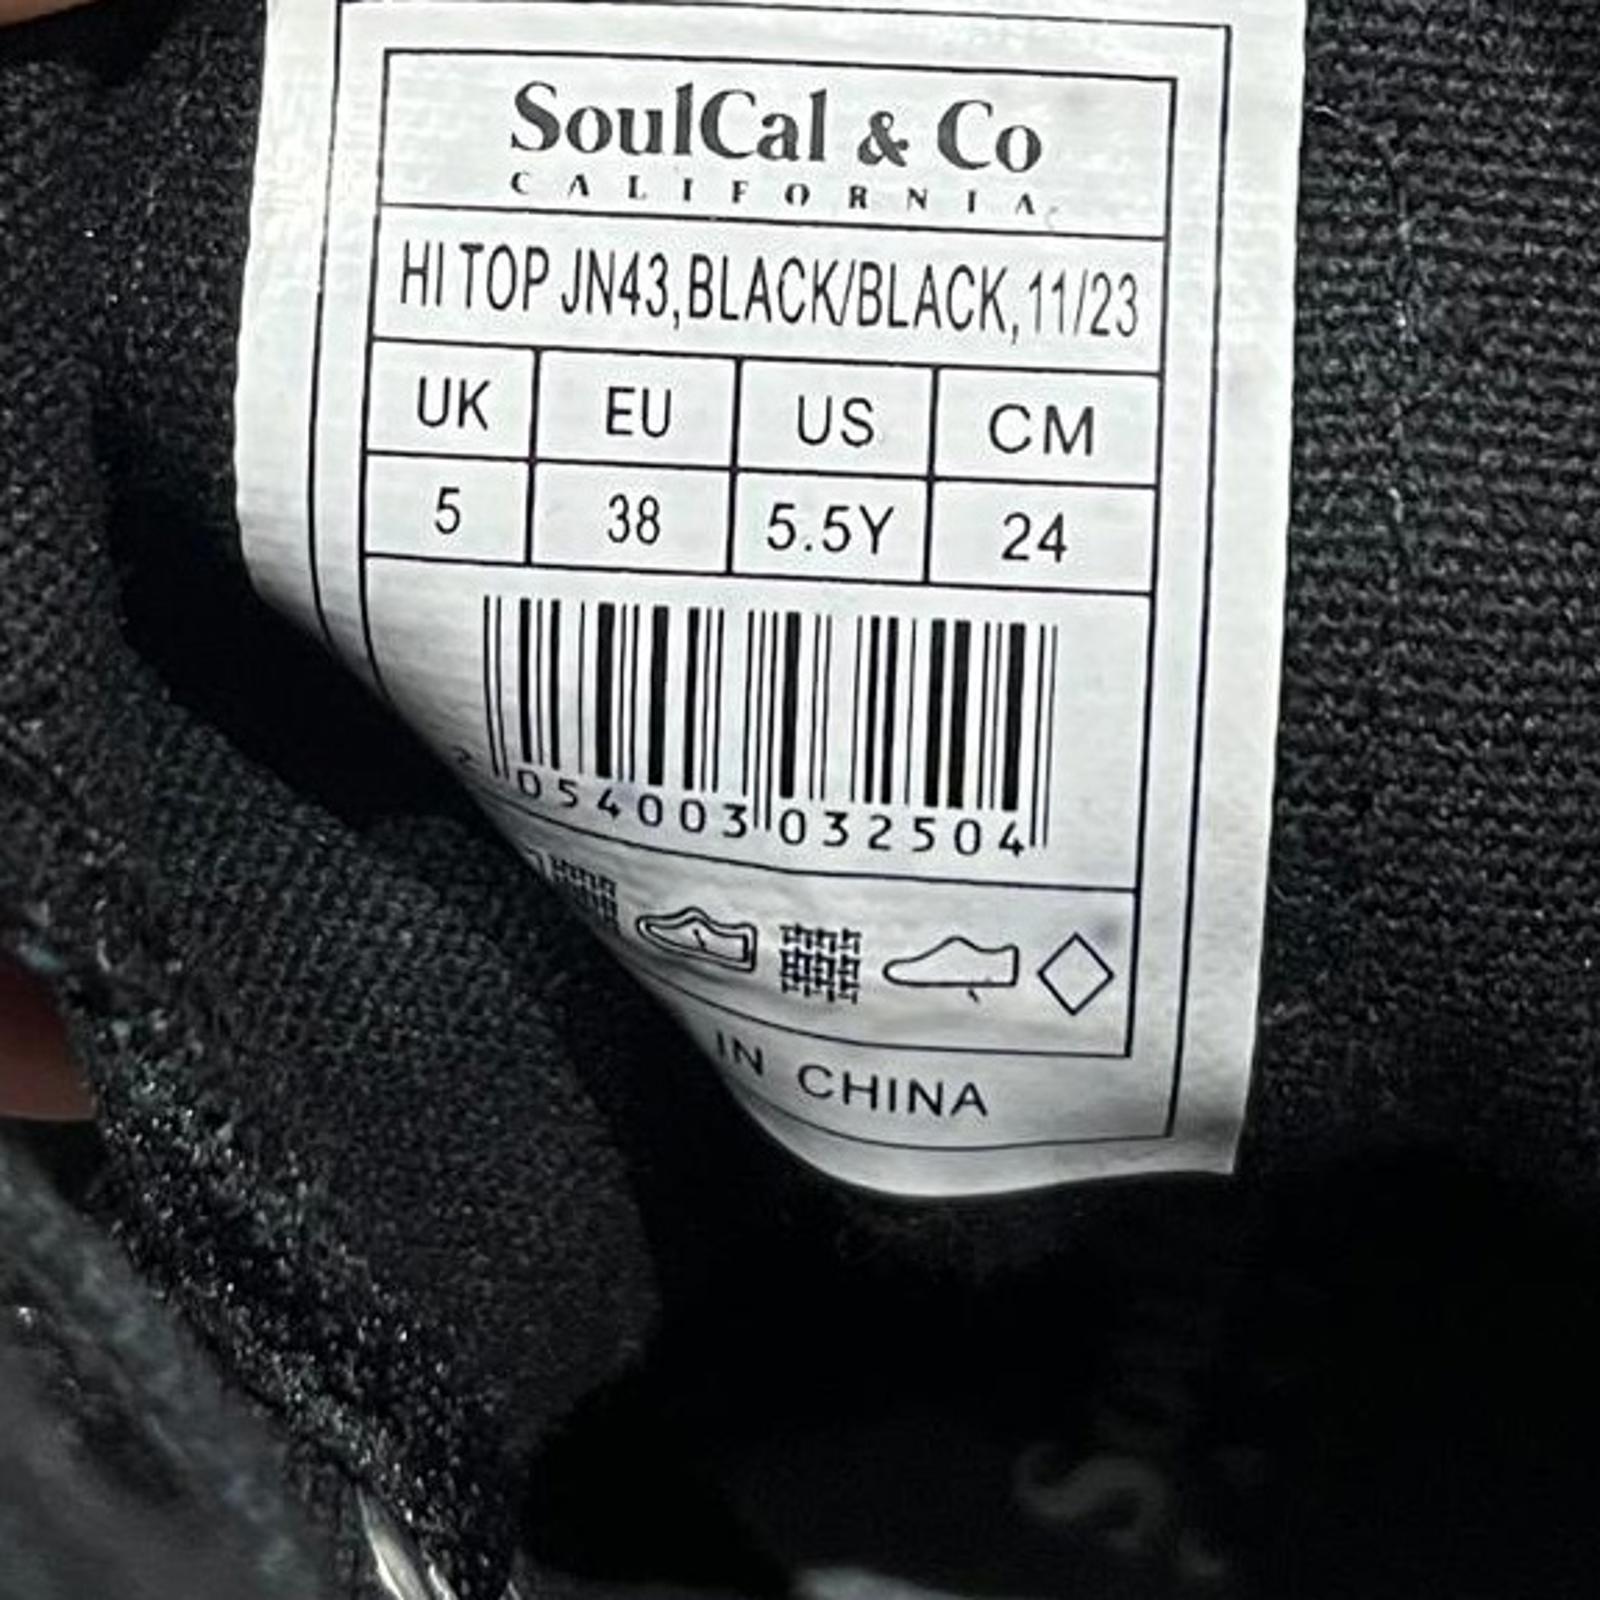 SoulCal & Co
CALIFORNIA
HI TOP JN43,BLACK/BLACK,11/23
UK EU US CM
5 38 5.5Y 24
2 054003 032504
IN CHINA